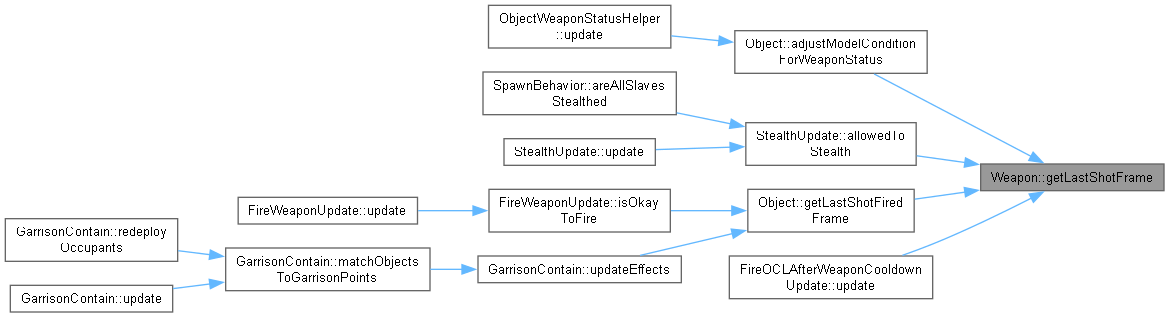 ObjectWeaponStatusHelper
::update
Object::adjustModelCondition
ForWeaponStatus
SpawnBehavior::areAllSlaves
Stealthed
StealthUpdate::allowedTo
Stealth
StealthUpdate::update
Weapon::getLastShotFrame
FireWeaponUpdate::update
FireWeaponUpdate::isOkay
ToFire
Object::getLastShotFired
Frame
GarrisonContain::redeploy
Occupants
GarrisonContain::matchObjects
ToGarrisonPoints
GarrisonContain::updateEffects
FireOCLAfterWeaponCooldown
Update::update
GarrisonContain::update